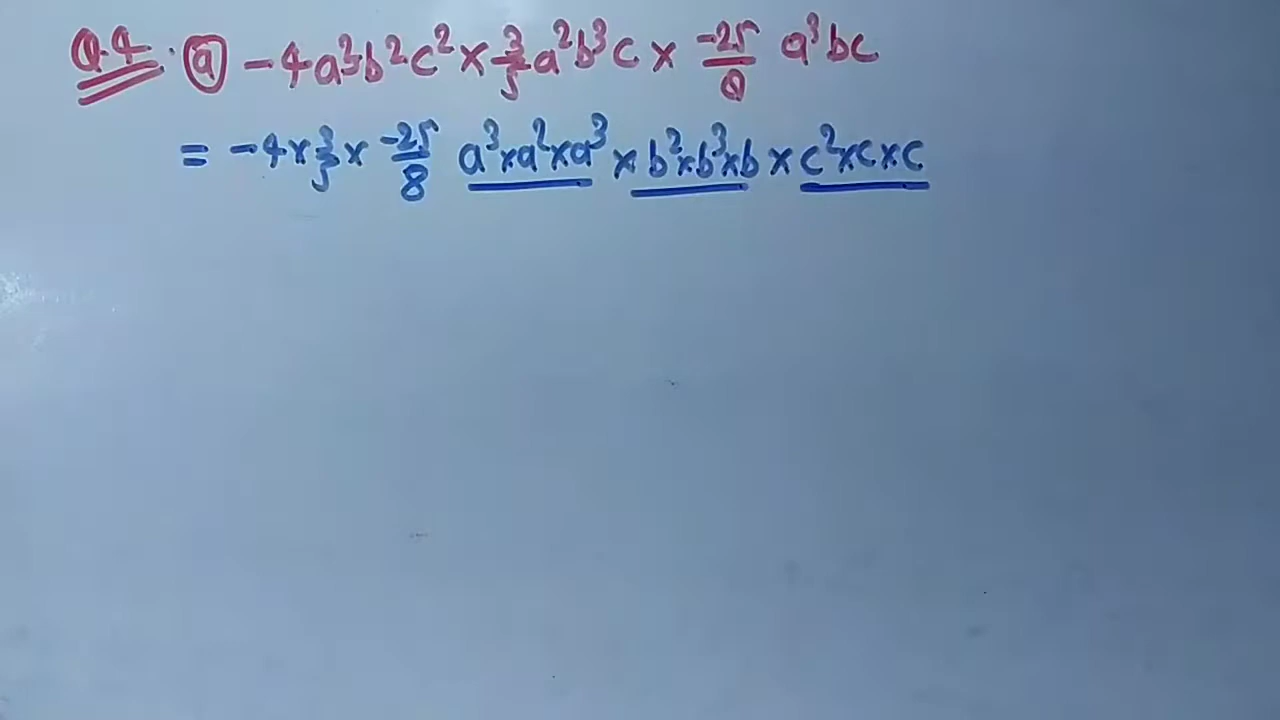 Q.4. (a) -4a³b²c² × 3/5 a²b³c × -25/8 a³bc
= -4 × 3/5 × -25/8 a³×a²×a³ × b²×b³×b × c²×c×c